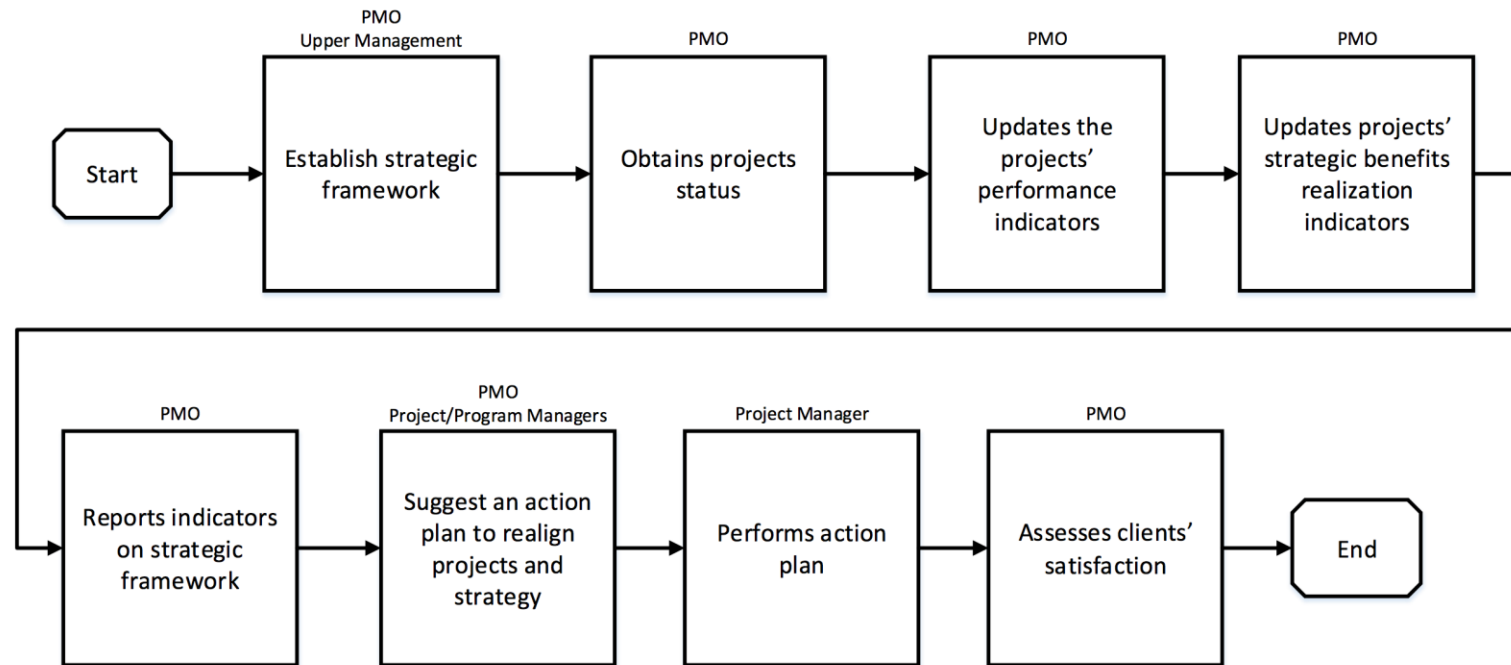 PMO
Upper Management
PMO
PMO
PMO
Start
Establish strategic
framework
Obtains projects
status
Updates the
projects’
performance
indicators
Updates projects’
strategic benefits
realization
indicators
PMO
PMO
Project/Program Managers
Project Manager
PMO
Reports indicators
on strategic
framework
Suggest an action
plan to realign
projects and
strategy
Performs action
plan
Assesses clients’
satisfaction
End